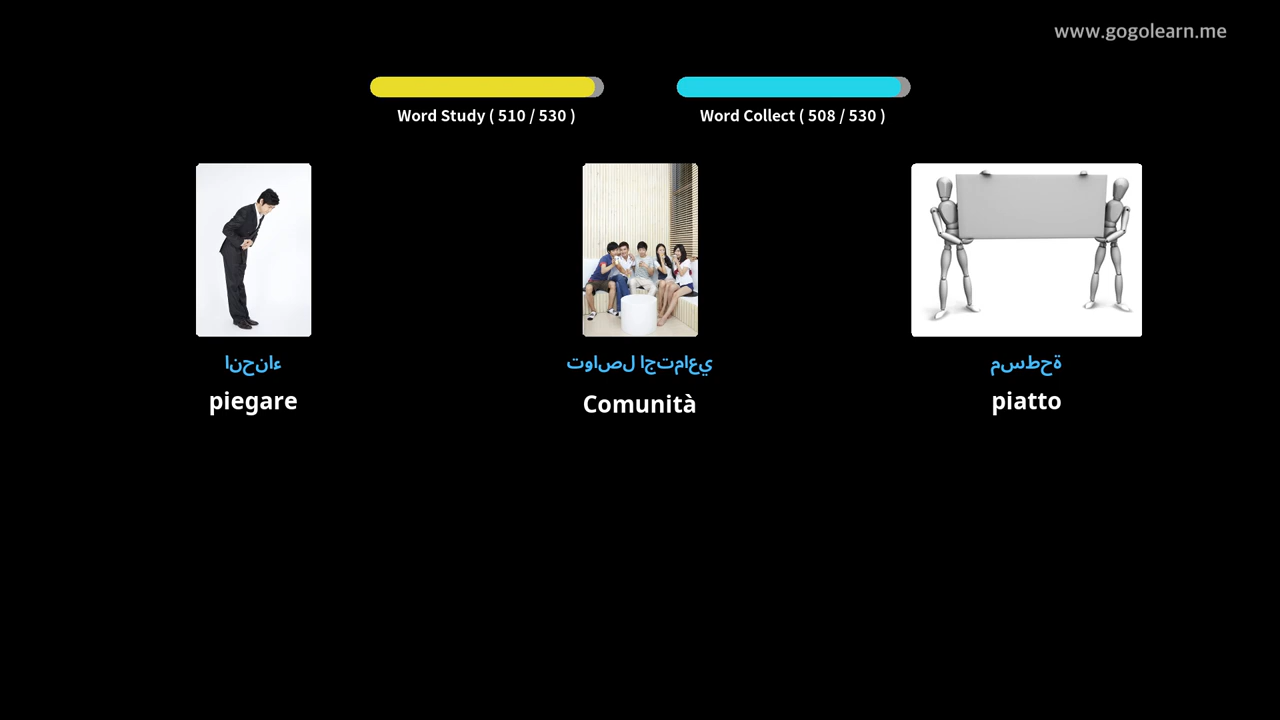 www.gogolearn.me
Word Study ( 510 / 530 )
Word Collect ( 508 / 530 )
انحناء
تواصل اجتماعي
مسطحة
piegare
Comunità
piatto